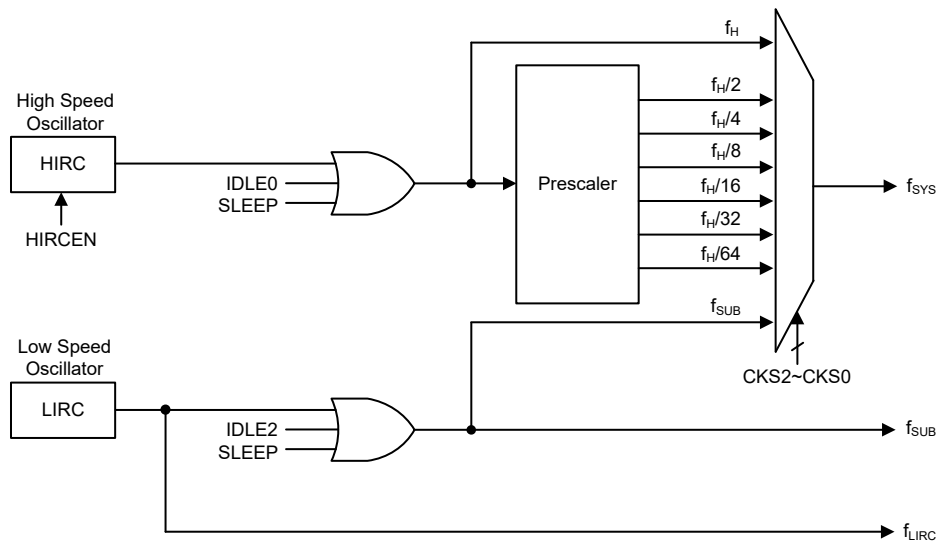 High Speed
Oscillator
HIRC
HIRCEN
IDLE0
SLEEP
Prescaler
fH
fH/2
fH/4
fH/8
fH/16
fH/32
fH/64
fSUB
CKS2~CKS0
fSYS
Low Speed
Oscillator
LIRC
IDLE2
SLEEP
fSUB
fLIRC